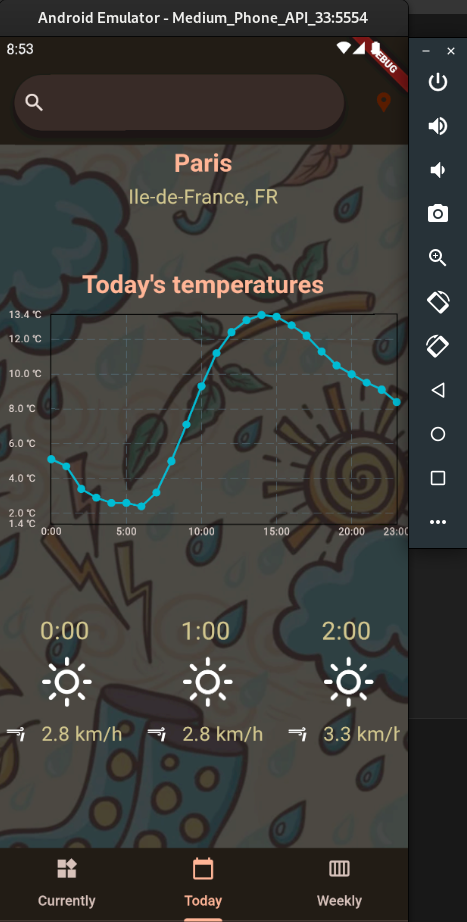 Android Emulator - Medium_Phone_API_33:5554
8:53
DEBUG
Paris
Ile-de-France, FR
Today's temperatures
13.4 °C
12.0 °C
10.0 °C
8.0 °C
6.0 °C
4.0 °C
2.0 °C
1.4 °C
0:00 5:00 10:00 15:00 20:00 23:00
0:00 1:00 2:00
2.8 km/h 2.8 km/h 3.3 km/h
Currently Today Weekly